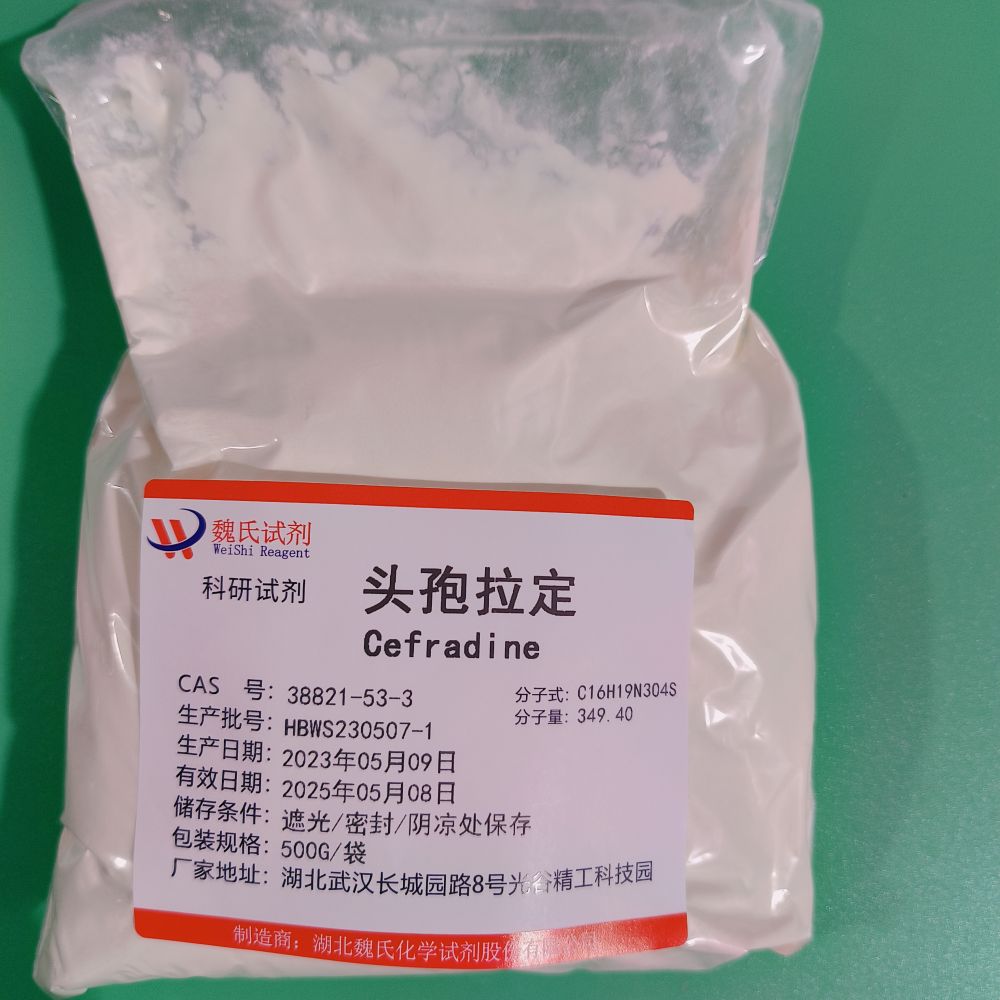 魏氏试剂
WeiShi Reagent
科研试剂
头孢拉定
Cefradine
CAS 号：38821-53-3
分子式：C16H19N3O4S
生产批号：HBWS230507-1
分子量：349.40
生产日期：2023年05月09日
有效日期：2025年05月08日
储存条件：遮光/密封/阴凉处保存
包装规格：500G/袋
厂家地址：湖北武汉长城园路8号光谷精工科技园
制造商：湖北魏氏化学试剂股份有限公司